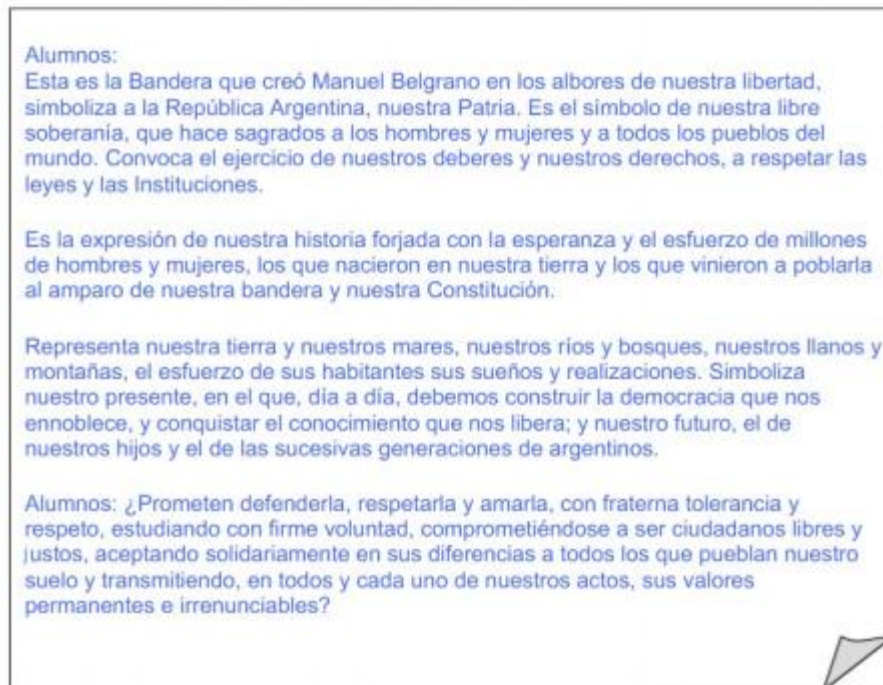 Alumnos:
Esta es la Bandera que creó Manuel Belgrano en los albores de nuestra libertad,
simboliza a la República Argentina, nuestra Patria. Es el símbolo de nuestra libre
soberanía, que hace sagrados a los hombres y mujeres y a todos los pueblos del
mundo. Convoca el ejercicio de nuestros deberes y nuestros derechos, a respetar las
leyes y las Instituciones.
Es la expresión de nuestra historia forjada con la esperanza y el esfuerzo de millones
de hombres y mujeres, los que nacieron en nuestra tierra y los que vinieron a poblarla
al amparo de nuestra bandera y nuestra Constitución.
Representa nuestra tierra y nuestros mares, nuestros ríos y bosques, nuestros llanos y
montañas, el esfuerzo de sus habitantes sus sueños y realizaciones. Simboliza
nuestro presente, en el que, día a día, debemos construir la democracia que nos
ennoblece, y conquistar el conocimiento que nos libera; y nuestro futuro, el de
nuestros hijos y el de las sucesivas generaciones de argentinos.
Alumnos: ¿Prometen defenderla, respetarla y amarla, con fraterna tolerancia y
respeto, estudiando con firme voluntad, comprometiéndose a ser ciudadanos libres y
justos, aceptando solidariamente en sus diferencias a todos los que pueblan nuestro
suelo y transmitiendo, en todos y cada uno de nuestros actos, sus valores
permanentes e irrenunciables?